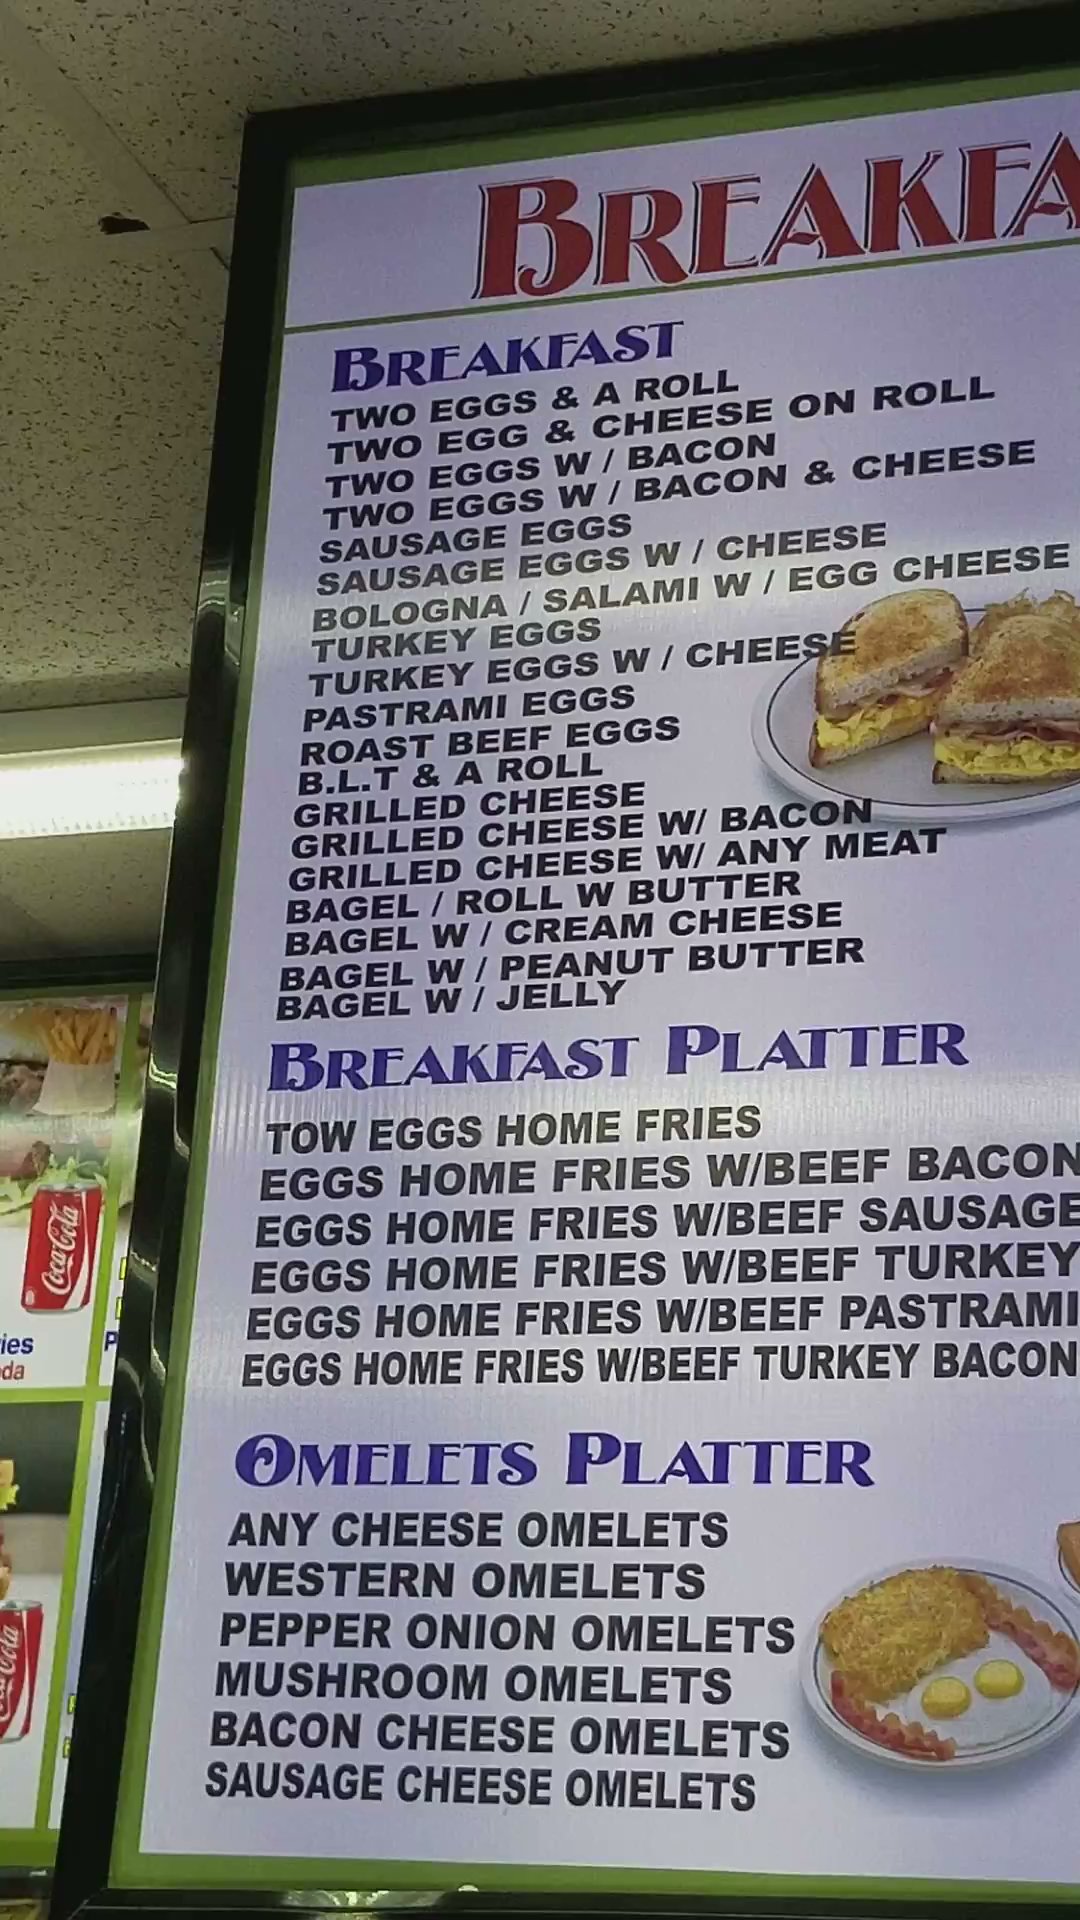 BREAKFA
BREAKFAST
TWO EGGS & A ROLL
TWO EGG & CHEESE ON ROLL
TWO EGGS W / BACON
TWO EGGS W / BACON & CHEESE
SAUSAGE EGGS
SAUSAGE EGGS W / CHEESE
BOLOGNA / SALAMI W / EGG CHEESE
TURKEY EGGS
TURKEY EGGS W / CHEESE
PASTRAMI EGGS
ROAST BEEF EGGS
B.L.T & A ROLL
GRILLED CHEESE
GRILLED CHEESE W/ BACON
GRILLED CHEESE W/ ANY MEAT
BAGEL / ROLL W BUTTER
BAGEL W / CREAM CHEESE
BAGEL W / PEANUT BUTTER
BAGEL W / JELLY
BREAKFAST PLATTER
TOW EGGS HOME FRIES
EGGS HOME FRIES W/BEEF BACON
EGGS HOME FRIES W/BEEF SAUSAGE
EGGS HOME FRIES W/BEEF TURKEY
EGGS HOME FRIES W/BEEF PASTRAMI
EGGS HOME FRIES W/BEEF TURKEY BACON
OMELETS PLATTER
ANY CHEESE OMELETS
WESTERN OMELETS
PEPPER ONION OMELETS
MUSHROOM OMELETS
BACON CHEESE OMELETS
SAUSAGE CHEESE OMELETS
Coca-Cola
ies
da
P
Coca-Cola